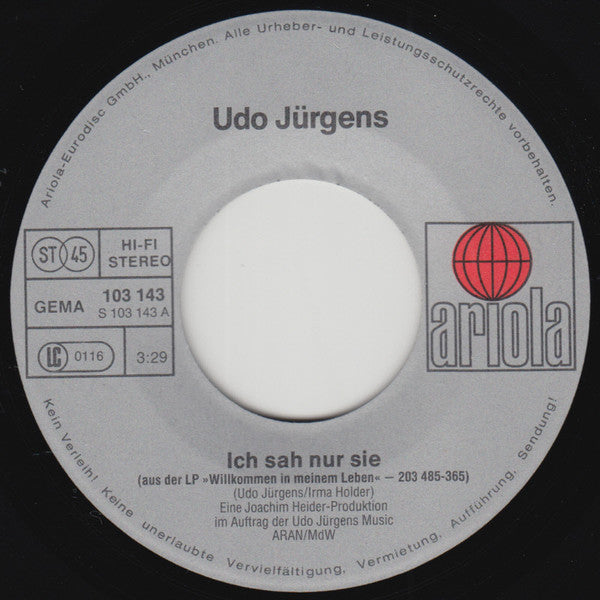 Ariola-Eurodisc GmbH., München. Alle Urheber- und Leistungsschutzrechte vorbehalten.
Udo Jürgens
ST 45
HI-FI
STEREO
GEMA
103 143
S 103 143 A
LC 0116
3:29
ariola
Ich sah nur sie
(aus der LP »Willkommen in meinem Leben« – 203 485-365)
(Udo Jürgens/Irma Holder)
Eine Joachim Heider-Produktion
im Auftrag der Udo Jürgens Music
ARAN/MdW
Kein Verleih! Keine unerlaubte Vervielfältigung, Vermietung, Aufführung, Sendung!